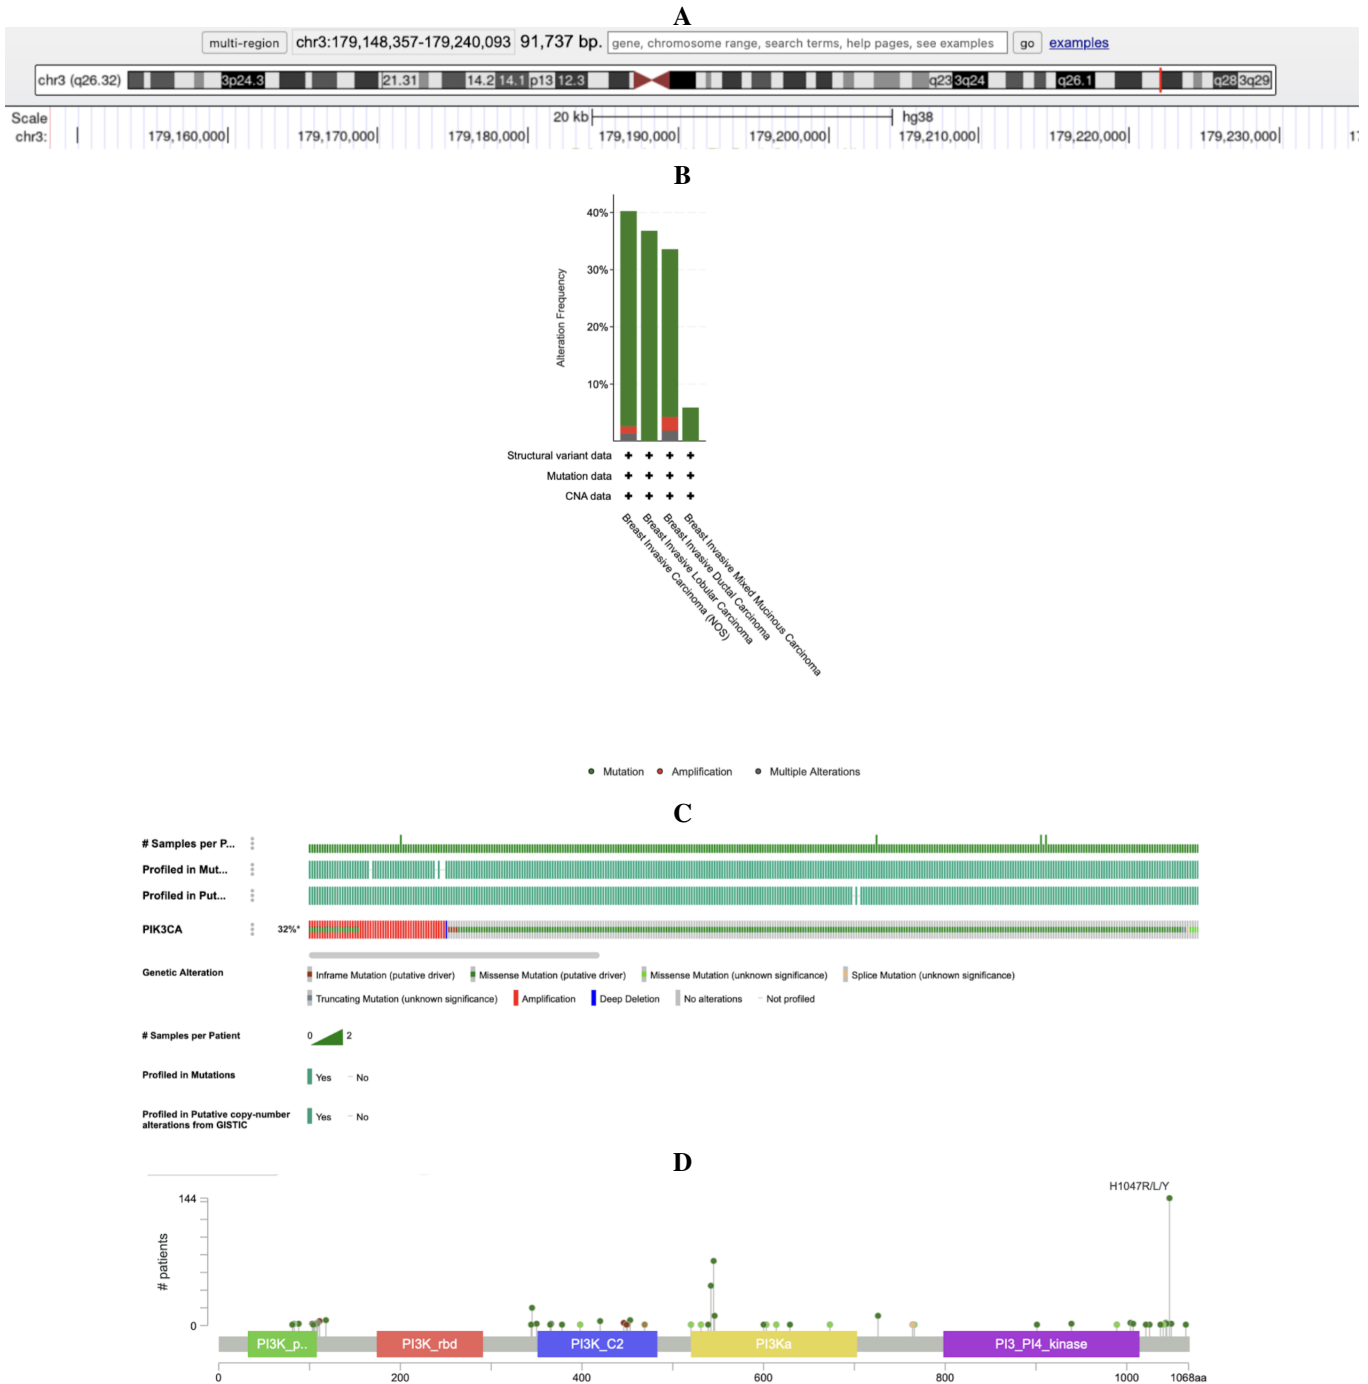 A
multi-region chr3:179,148,357-179,240,093 91,737 bp. gene, chromosome range, search terms, help pages, see examples go examples
chr3 (q26.32) 3p24.3 21.31 14.2 14.1 p13 12.3 q23 3q24 q26.1 q28 3q29
Scale 20 kb hg38
chr3: 179,160,000 179,170,000 179,180,000 179,190,000 179,200,000 179,210,000 179,220,000 179,230,000
B
Alteration Frequency
40%
30%
20%
10%
Structural variant data + + + +
Mutation data + + + +
CNA data + + + +
Breast Invasive Carcinoma (NOS)
Breast Invasive Lobular Carcinoma
Breast Invasive Ductal Carcinoma
Breast Invasive Mixed Mucinous Carcinoma
Mutation Amplification Multiple Alterations
C
# Samples per P...
Profiled in Mut...
Profiled in Put...
PIK3CA 32%*
Genetic Alteration Inframe Mutation (putative driver) Missense Mutation (putative driver) Missense Mutation (unknown significance) Splice Mutation (unknown significance)
Truncating Mutation (unknown significance) Amplification Deep Deletion No alterations Not profiled
# Samples per Patient 0 2
Profiled in Mutations Yes No
Profiled in Putative copy-number
alterations from GISTIC Yes No
D
H1047R/L/Y
144
# patients
0
PI3K_p.. PI3K_rbd PI3K_C2 PI3Ka PI3_PI4_kinase
0 200 400 600 800 1000 1068aa